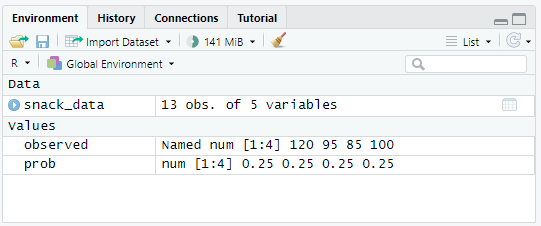 Environment History Connections Tutorial
Import Dataset 141 MiB List
R Global Environment
Data
snack_data 13 obs. of 5 variables
Values
observed Named num [1:4] 120 95 85 100
prob num [1:4] 0.25 0.25 0.25 0.25